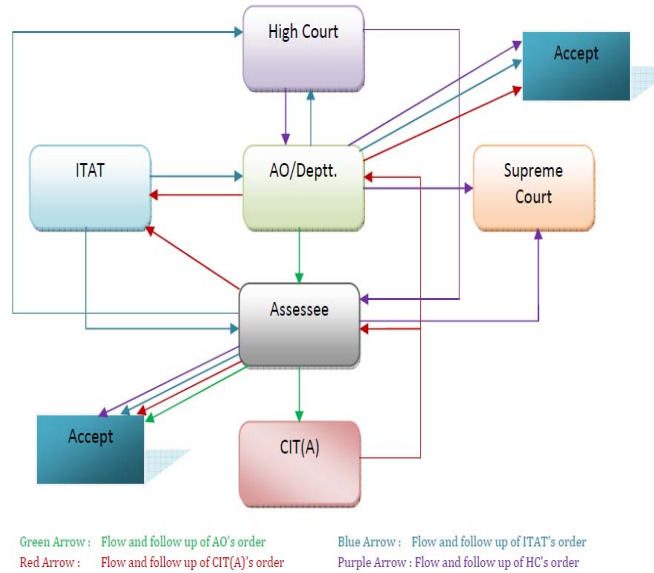 High Court
Accept
ITAT
AO/Deptt.
Supreme
Court
Assessee
Accept
CIT(A)
Green Arrow : Flow and follow up of AO's order
Blue Arrow : Flow and follow up of ITAT's order
Red Arrow : Flow and follow up of CIT(A)'s order
Purple Arrow : Flow and follow up of HC's order